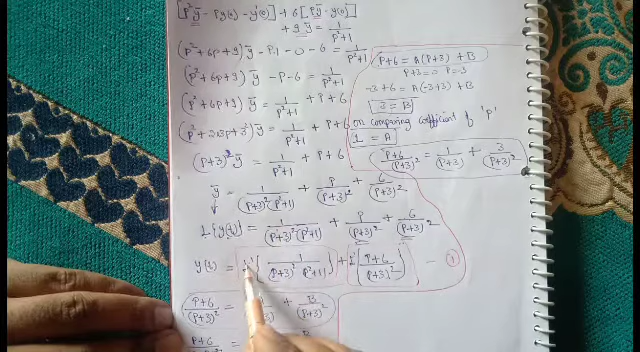 [p²ȳ - py(0) - y'(0)] + 6[pȳ - y(0)]
+ 9ȳ = 1/(p²+1)
(p²+6p+9)ȳ - p·1 - 0 - 6 = 1/(p²+1)
(p²+6p+9)ȳ - p - 6 = 1/(p²+1)
(p²+6p+9)ȳ = 1/(p²+1) + p + 6
(p²+2×3p+3²)ȳ = 1/(p²+1) + p + 6
(p+3)²ȳ = 1/(p²+1) + p + 6
ȳ = 1/((p+3)²(p²+1)) + p/(p+3)² + 6/(p+3)²
L{y(t)} = 1/((p+3)²(p²+1)) + p/(p+3)² + 6/(p+3)²
y(t) = L⁻¹{1/((p+3)²(p²+1))} + L⁻¹{(p+6)/(p+3)²} — ①
(p+6)/(p+3)² = + B/(p+3)²
p+6 =
p+6 = A(p+3) + B
p+3=0 p=-3
-3+6 = A(-3+3) + B
3 = B
on comparing coefficient of 'p'
1 = A
(p+6)/(p+3)² = 1/(p+3) + 3/(p+3)²